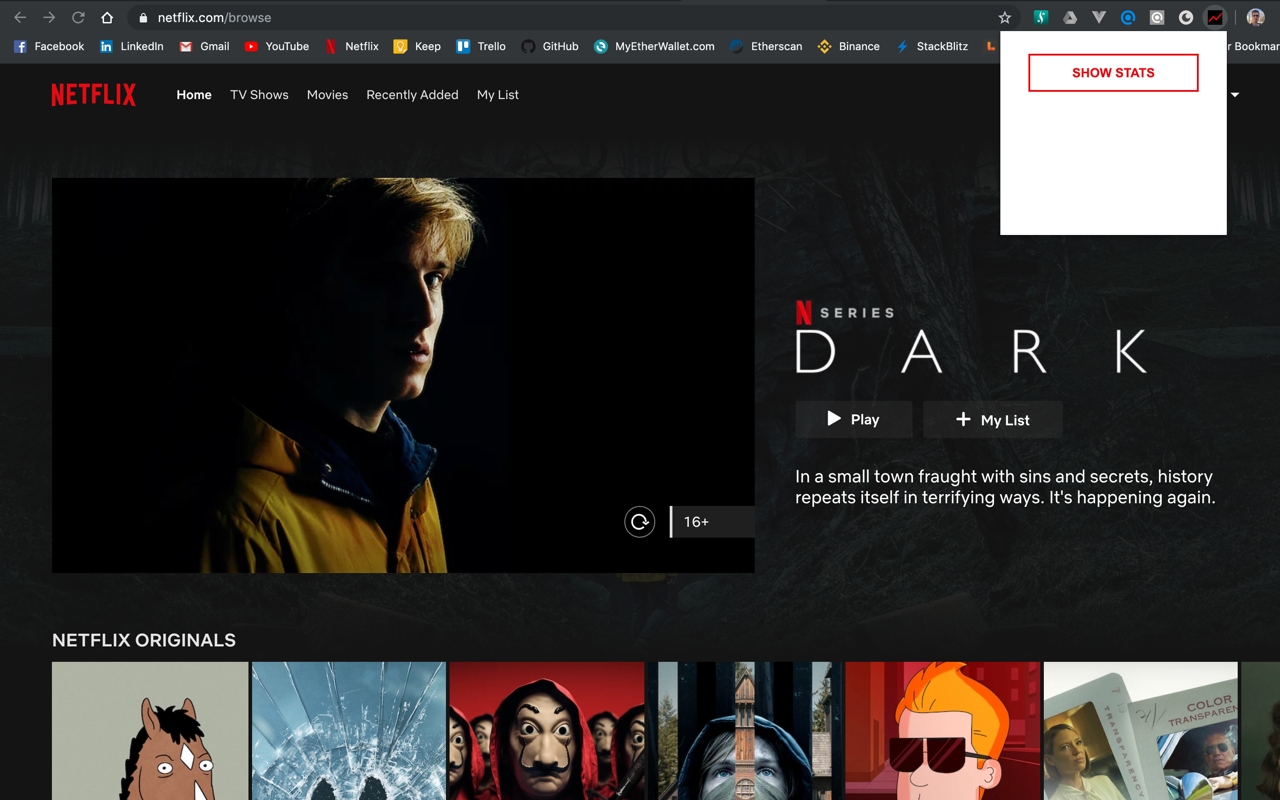 netflix.com/browse
Facebook LinkedIn Gmail YouTube Netflix Keep Trello GitHub MyEtherWallet.com Etherscan Binance StackBlitz r Bookmar
SHOW STATS
NETFLIX Home TV Shows Movies Recently Added My List
N SERIES
DARK
Play My List
In a small town fraught with sins and secrets, history
repeats itself in terrifying ways. It's happening again.
16+
NETFLIX ORIGINALS
COLOR
TRANSPAREN
TRANSPARENCY